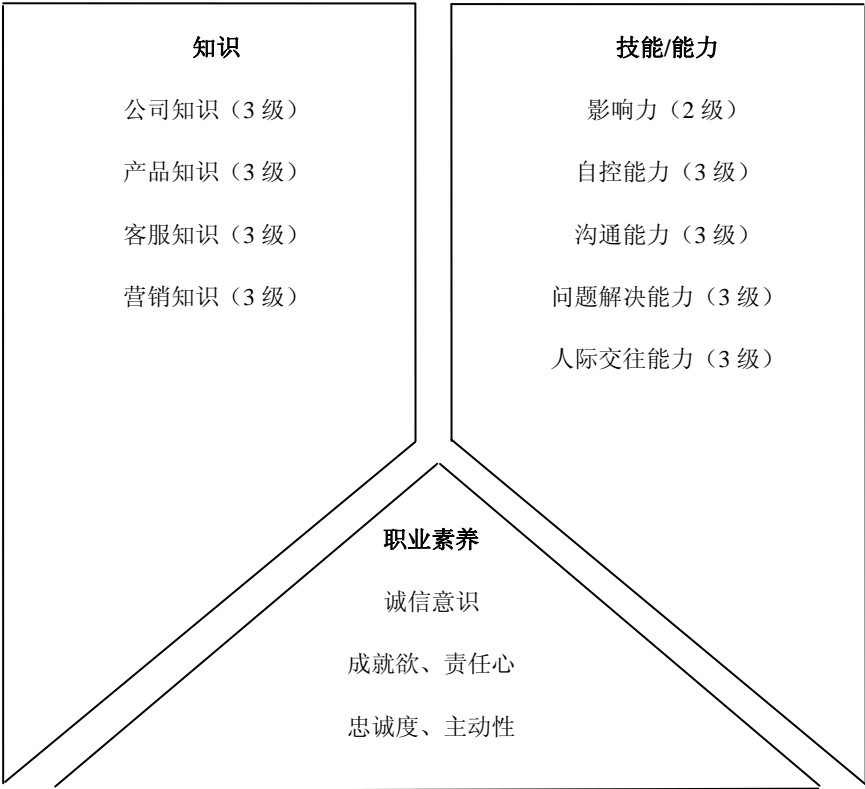 知识
公司知识（3 级）
产品知识（3 级）
客服知识（3 级）
营销知识（3 级）
技能/能力
影响力（2 级）
自控能力（3 级）
沟通能力（3 级）
问题解决能力（3 级）
人际交往能力（3 级）
职业素养
诚信意识
成就欲、责任心
忠诚度、主动性